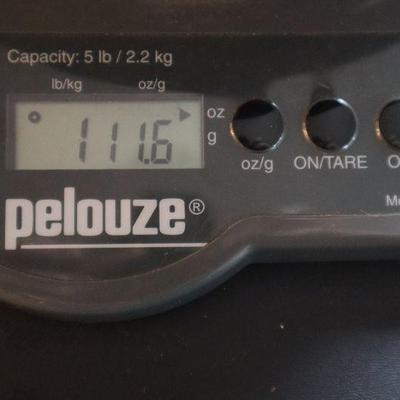 Capacity: 5 lb / 2.2 kg
lb/kg oz/g
111.6 oz
g
oz/g ON/TARE O
pelouze®
M